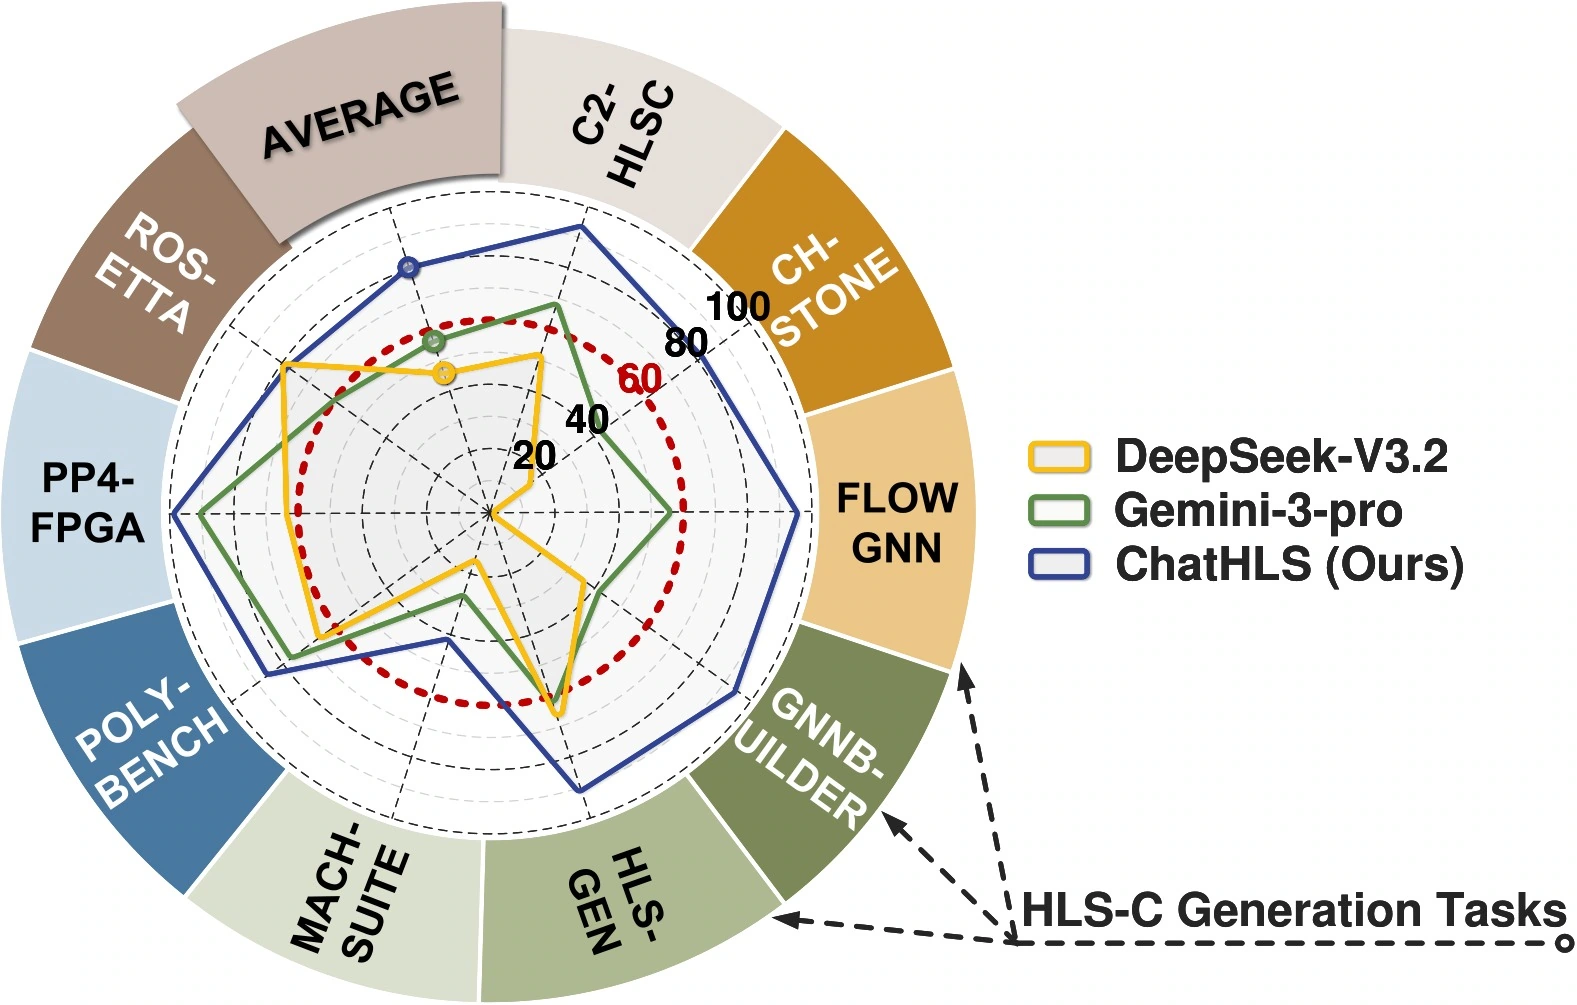 AVERAGE
C2-
HLSC
CH-
STONE
FLOW
GNN
GNNB-
UILDER
HLS-
GEN
MACH-
SUITE
POLY-
BENCH
PP4-
FPGA
ROS-
ETTA
100
80
60
40
20
DeepSeek-V3.2
Gemini-3-pro
ChatHLS (Ours)
HLS-C Generation Tasks